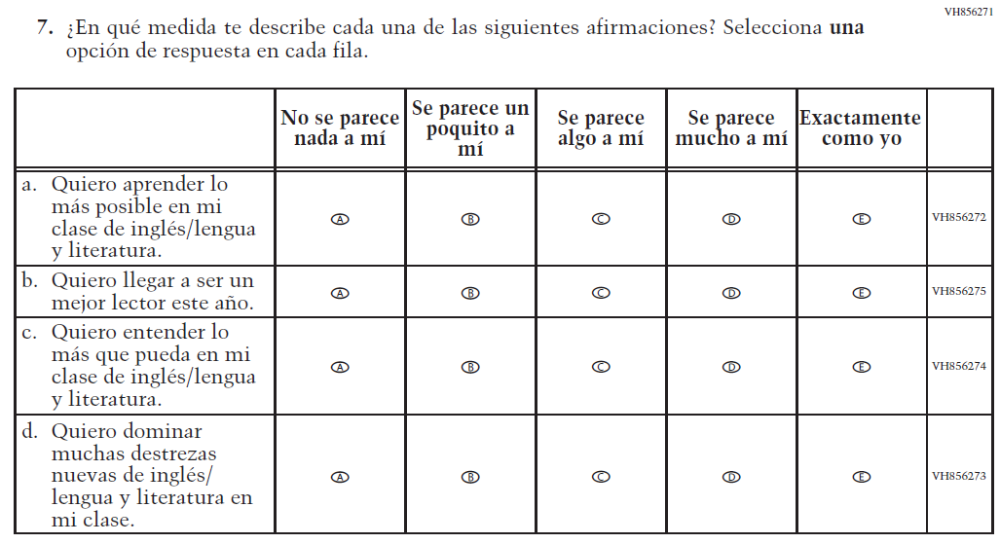 VH856271
7. ¿En qué medida te describe cada una de las siguientes afirmaciones? Selecciona una
opción de respuesta en cada fila.
No se parece
nada a mí
Se parece un
poquito a
mí
Se parece
algo a mí
Se parece
mucho a mí
Exactamente
como yo
a. Quiero aprender lo
más posible en mi
clase de inglés/lengua
y literatura.
A B C D E VH856272
b. Quiero llegar a ser un
mejor lector este año.
A B C D E VH856275
c. Quiero entender lo
más que pueda en mi
clase de inglés/lengua
y literatura.
A B C D E VH856274
d. Quiero dominar
muchas destrezas
nuevas de inglés/
lengua y literatura en
mi clase.
A B C D E VH856273